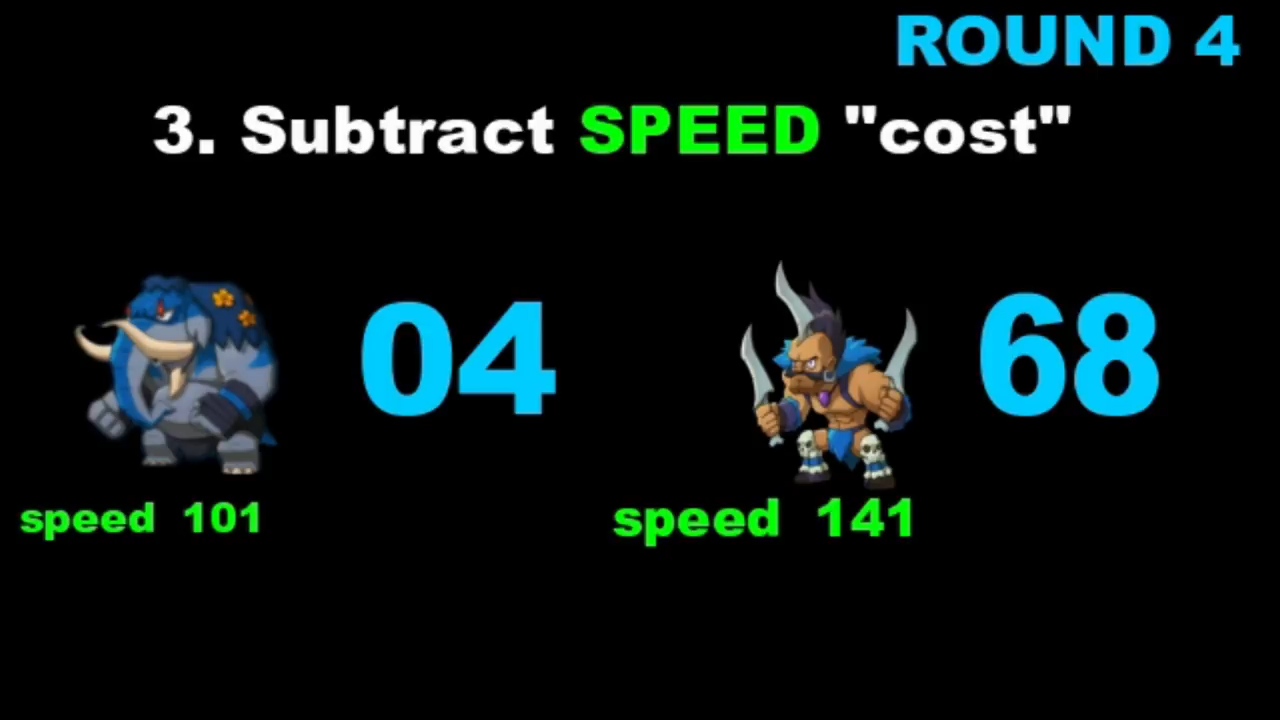 ROUND 4
3. Subtract SPEED "cost"
04
68
speed 101
speed 141